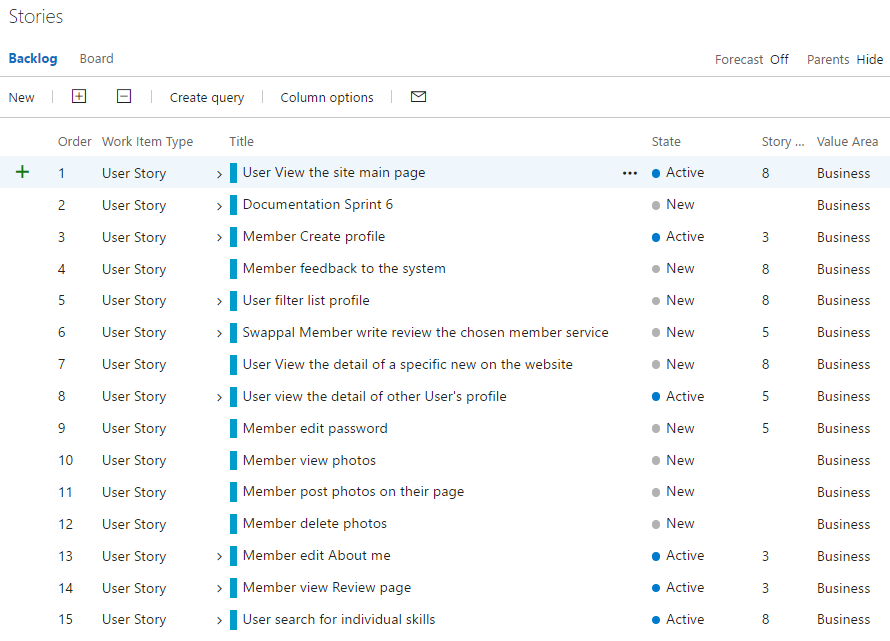 Stories
Backlog Board Forecast Off Parents Hide
New Create query Column options
Order Work Item Type Title State Story ... Value Area
1 User Story User View the site main page ... Active 8 Business
2 User Story Documentation Sprint 6 New Business
3 User Story Member Create profile Active 3 Business
4 User Story Member feedback to the system New 8 Business
5 User Story User filter list profile New 8 Business
6 User Story Swappal Member write review the chosen member service New 5 Business
7 User Story User View the detail of a specific new on the website New 8 Business
8 User Story User view the detail of other User's profile Active 5 Business
9 User Story Member edit password New 5 Business
10 User Story Member view photos New Business
11 User Story Member post photos on their page New Business
12 User Story Member delete photos New Business
13 User Story Member edit About me Active 3 Business
14 User Story Member view Review page Active 3 Business
15 User Story User search for individual skills Active 8 Business